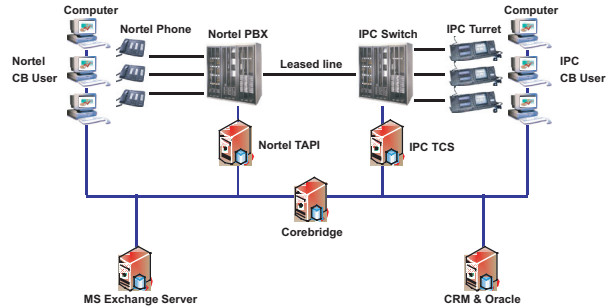 Computer
Nortel Phone
Nortel PBX
IPC Switch
IPC Turret
Computer
Nortel
CB User
Leased line
IPC
CB User
Nortel TAPI
IPC TCS
Corebridge
MS Exchange Server
CRM & Oracle